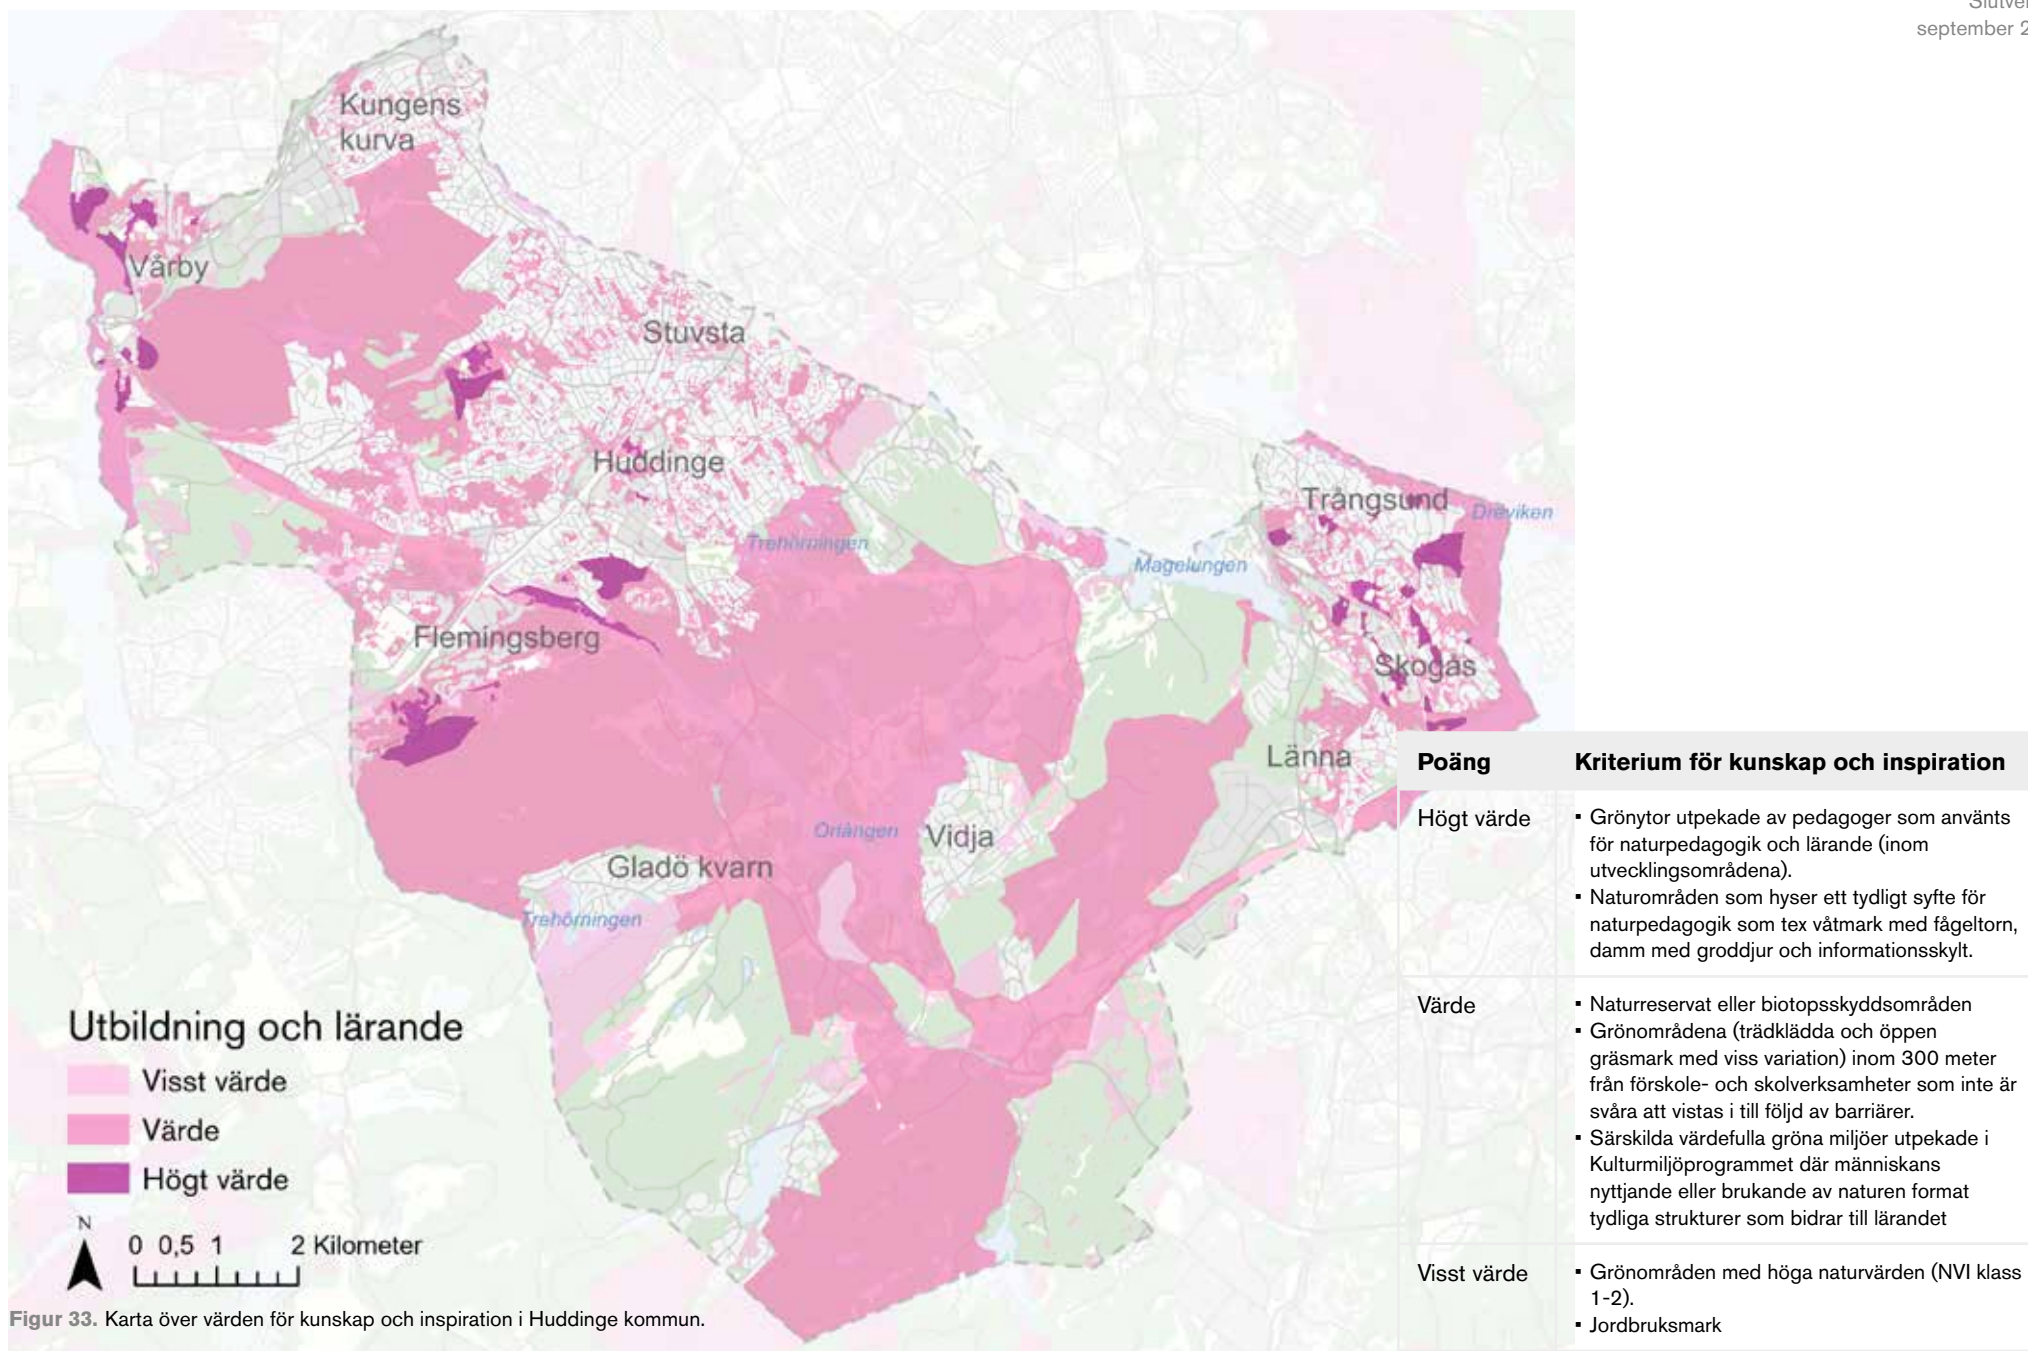 september 2
Kungens
kurva
Vårby
Stuvsta
Huddinge
Trångsund
Dreviken
Trehörningen
Magelungen
Flemingsberg
Skogås
Länna
Orlången
Vidja
Gladö kvarn
Trehörningen
Utbildning och lärande
Visst värde
Värde
Högt värde
N
0 0,5 1 2 Kilometer
Figur 33. Karta över värden för kunskap och inspiration i Huddinge kommun.
Poäng Kriterium för kunskap och inspiration
Högt värde ▪ Grönytor utpekade av pedagoger som använts
för naturpedagogik och lärande (inom
utvecklingsområdena).
▪ Naturområden som hyser ett tydligt syfte för
naturpedagogik som tex våtmark med fågeltorn,
damm med groddjur och informationsskylt.
Värde ▪ Naturreservat eller biotopsskyddsområden
▪ Grönområdena (trädklädda och öppen
gräsmark med viss variation) inom 300 meter
från förskole- och skolverksamheter som inte är
svåra att vistas i till följd av barriärer.
▪ Särskilda värdefulla gröna miljöer utpekade i
Kulturmiljöprogrammet där människans
nyttjande eller brukande av naturen format
tydliga strukturer som bidrar till lärandet
Visst värde ▪ Grönområden med höga naturvärden (NVI klass
1-2).
▪ Jordbruksmark